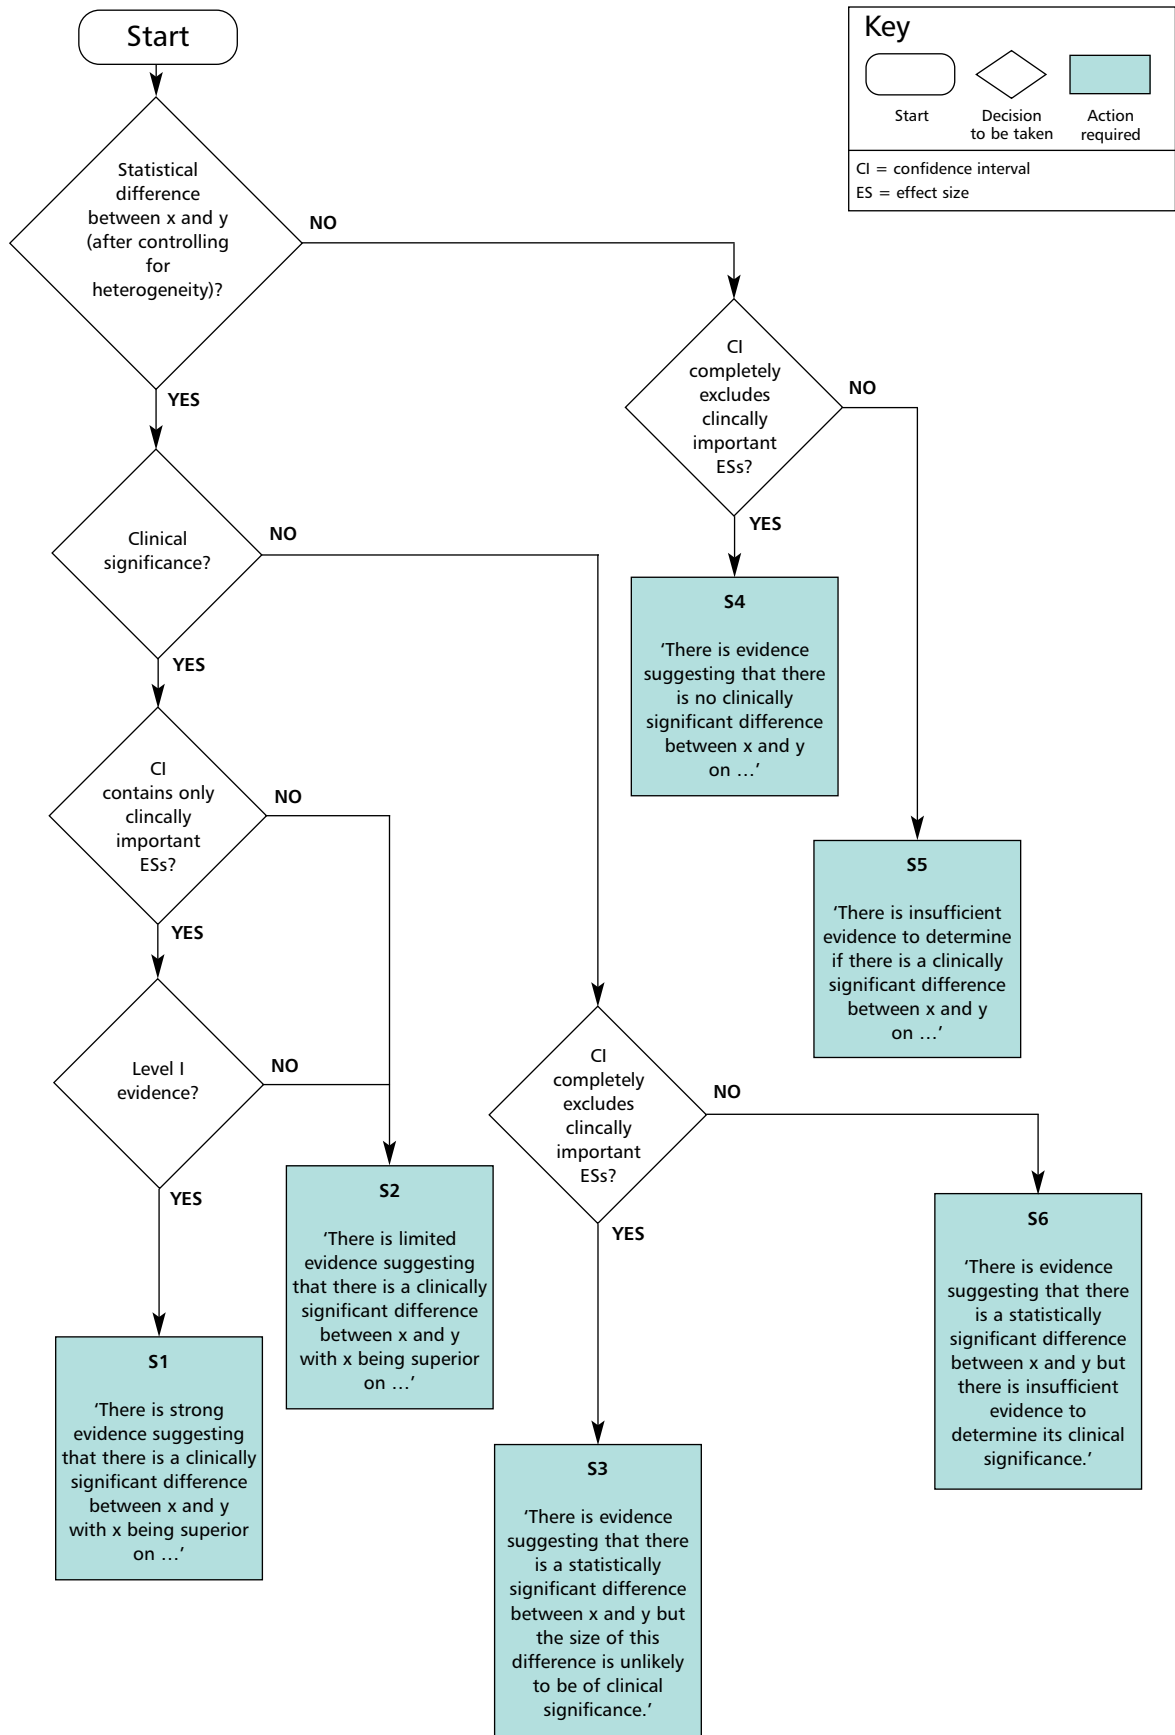 Start
Key
Start
Decision
to be taken
Action
required
CI = confidence interval
ES = effect size
Statistical
difference
between x and y
(after controlling
for
heterogeneity)?
NO
YES
CI
completely
excludes
clincally
important
ESs?
NO
YES
Clinical
significance?
NO
YES
S4
‘There is evidence
suggesting that there
is no clinically
significant difference
between x and y
on …’
CI
contains only
clincally
important
ESs?
NO
YES
S5
‘There is insufficient
evidence to determine
if there is a clinically
significant difference
between x and y
on …’
Level I
evidence?
NO
YES
CI
completely
excludes
clincally
important
ESs?
NO
YES
S2
‘There is limited
evidence suggesting
that there is a clinically
significant difference
between x and y
with x being superior
on …’
S6
‘There is evidence
suggesting that there
is a statistically
significant difference
between x and y but
there is insufficient
evidence to
determine its clinical
significance.’
S1
‘There is strong
evidence suggesting
that there is a clinically
significant difference
between x and y
with x being superior
on …’
S3
‘There is evidence
suggesting that there
is a statistically
significant difference
between x and y but
the size of this
difference is unlikely
to be of clinical
significance.’